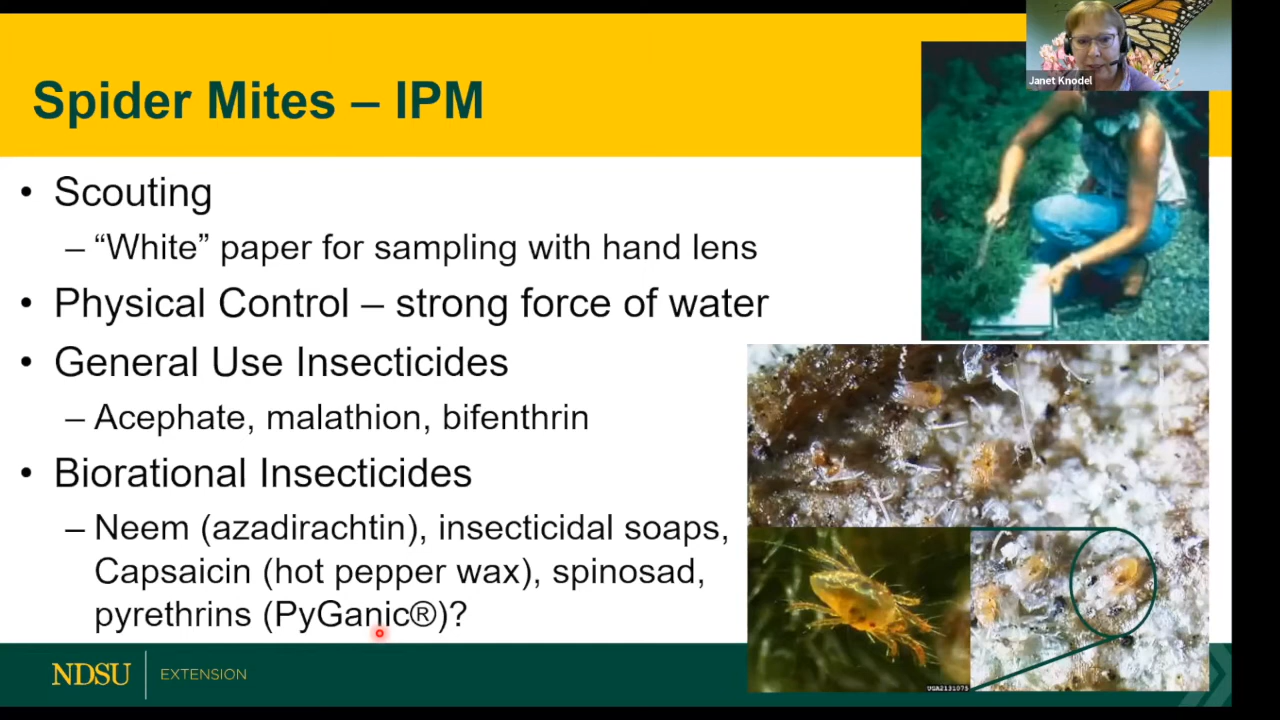 Janet Knodel
Spider Mites – IPM
• Scouting
– “White” paper for sampling with hand lens
• Physical Control – strong force of water
• General Use Insecticides
– Acephate, malathion, bifenthrin
• Biorational Insecticides
– Neem (azadirachtin), insecticidal soaps,
Capsaicin (hot pepper wax), spinosad,
pyrethrins (PyGanic®)?
UGA2131075
NDSU EXTENSION